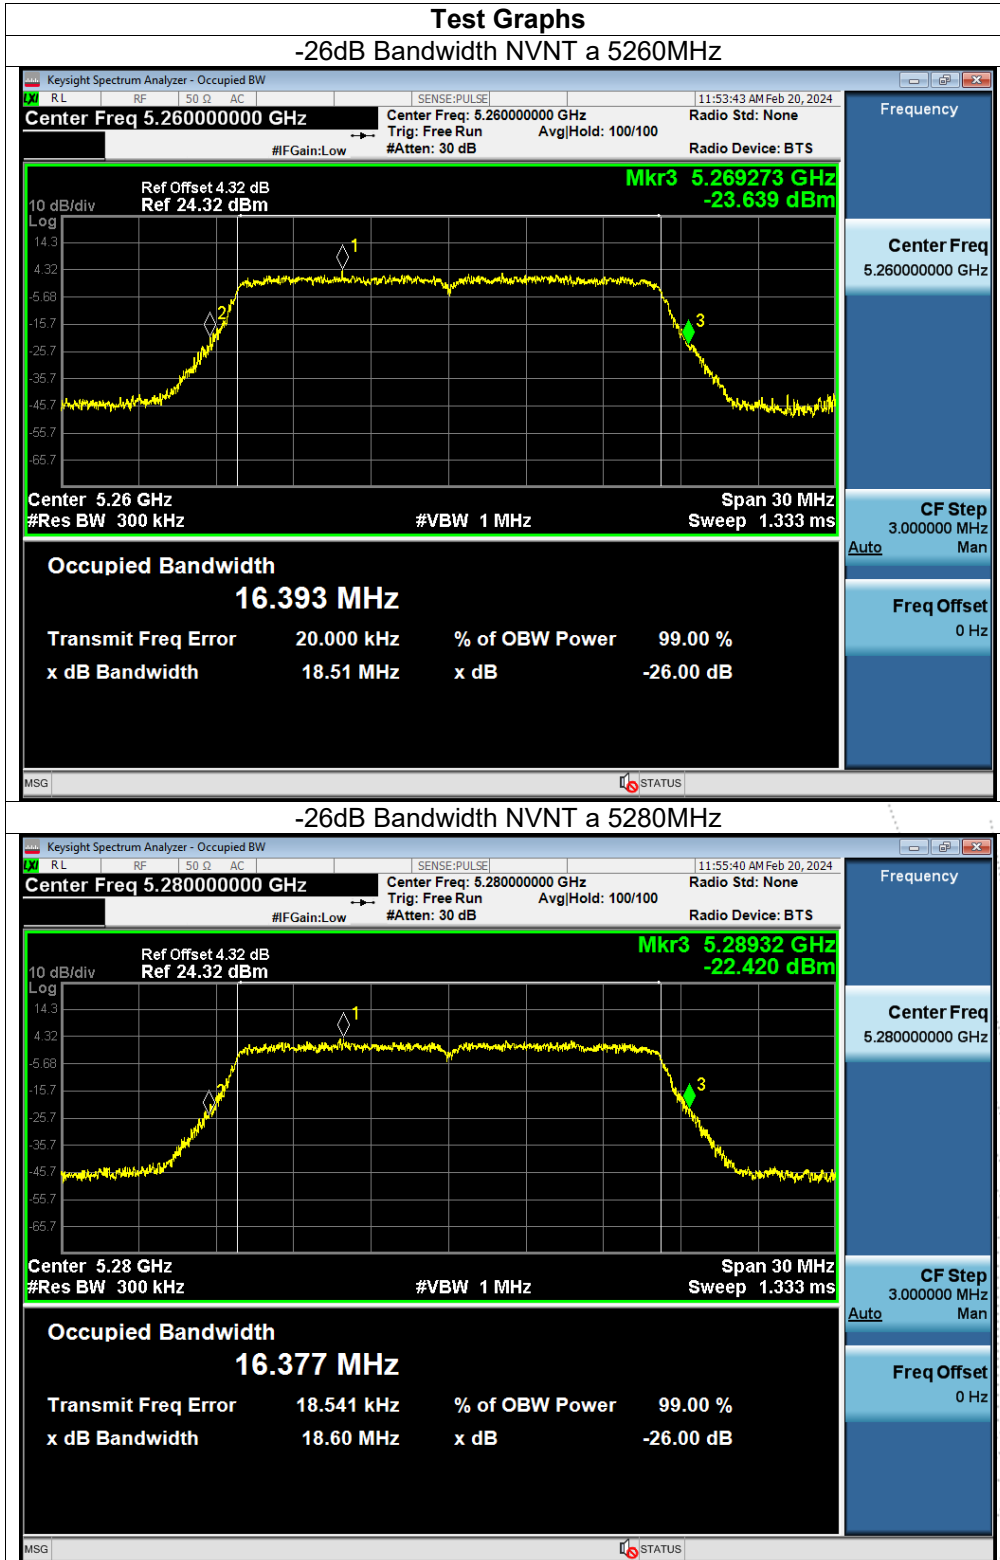 Test Graphs
-26dB Bandwidth NVNT a 5260MHz
Keysight Spectrum Analyzer - Occupied BW
LXI RL RF 50 Ω AC SENSE:PULSE 11:53:43 AM Feb 20, 2024
Center Freq 5.260000000 GHz
Center Freq: 5.260000000 GHz Radio Std: None
Trig: Free Run Avg|Hold: 100/100
#IFGain:Low #Atten: 30 dB Radio Device: BTS
Frequency
Mkr3 5.269273 GHz
-23.639 dBm
Ref Offset 4.32 dB
10 dB/div Ref 24.32 dBm
Log
14.3
4.32
-5.68
-15.7
-25.7
-35.7
-45.7
-55.7
-65.7
1
2
3
Center 5.26 GHz Span 30 MHz
#Res BW 300 kHz #VBW 1 MHz Sweep 1.333 ms
Center Freq
5.260000000 GHz
CF Step
3.000000 MHz
Auto Man
Freq Offset
0 Hz
Occupied Bandwidth
16.393 MHz
Transmit Freq Error 20.000 kHz % of OBW Power 99.00 %
x dB Bandwidth 18.51 MHz x dB -26.00 dB
MSG STATUS
-26dB Bandwidth NVNT a 5280MHz
Keysight Spectrum Analyzer - Occupied BW
LXI RL RF 50 Ω AC SENSE:PULSE 11:55:40 AM Feb 20, 2024
Center Freq 5.280000000 GHz
Center Freq: 5.280000000 GHz Radio Std: None
Trig: Free Run Avg|Hold: 100/100
#IFGain:Low #Atten: 30 dB Radio Device: BTS
Frequency
Mkr3 5.28932 GHz
-22.420 dBm
Ref Offset 4.32 dB
10 dB/div Ref 24.32 dBm
Log
14.3
4.32
-5.68
-15.7
-25.7
-35.7
-45.7
-55.7
-65.7
1
2
3
Center 5.28 GHz Span 30 MHz
#Res BW 300 kHz #VBW 1 MHz Sweep 1.333 ms
Center Freq
5.280000000 GHz
CF Step
3.000000 MHz
Auto Man
Freq Offset
0 Hz
Occupied Bandwidth
16.377 MHz
Transmit Freq Error 18.541 kHz % of OBW Power 99.00 %
x dB Bandwidth 18.60 MHz x dB -26.00 dB
MSG STATUS